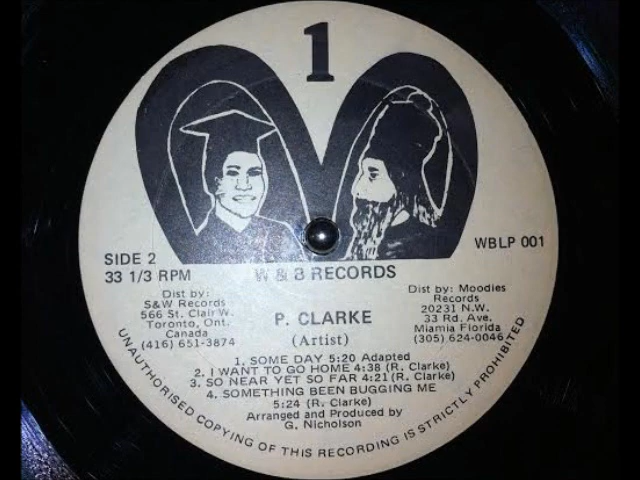 1
SIDE 2
33 1/3 RPM
W & B RECORDS
WBLP 001
Dist by:
S&W Records
566 St. Clair W.
Toronto, Ont.
Canada
(416) 651-3874
Dist by: Moodies
Records
20231 N.W.
33 Rd. Ave.
Miamia Florida
(305) 624-0046
P. CLARKE
(Artist)
1. SOME DAY 5:20 Adapted
2. I WANT TO GO HOME 4:38 (R. Clarke)
3. SO NEAR YET SO FAR 4:21 (R. Clarke)
4. SOMETHING BEEN BUGGING ME
5:24 (R. Clarke)
Arranged and Produced by
G. Nicholson
UNAUTHORISED COPYING OF THIS RECORDING IS STRICTLY PROHIBITED